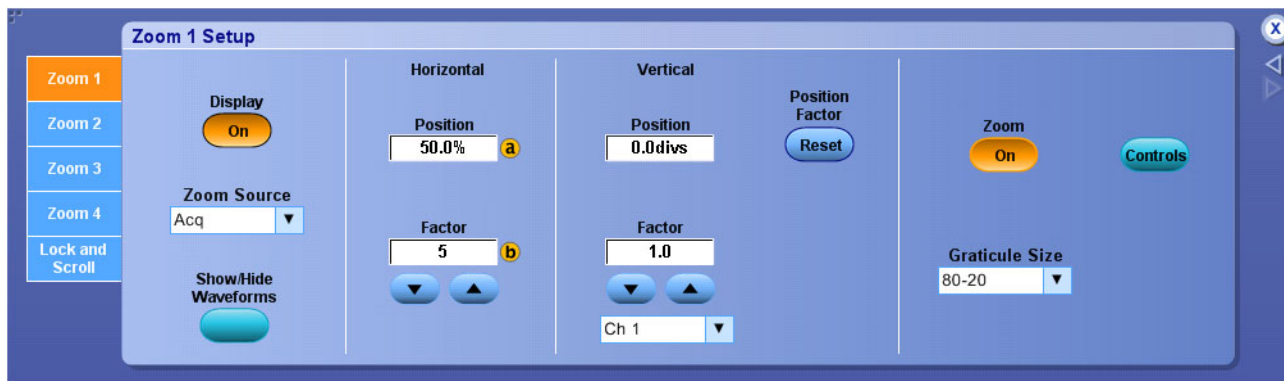 Zoom 1 Setup
X
Zoom 1
Zoom 2
Zoom 3
Zoom 4
Lock and
Scroll
Display
On
Zoom Source
Acq
Show/Hide
Waveforms
Horizontal
Position
50.0%
a
Factor
5
b
Vertical
Position
0.0divs
Factor
1.0
Ch 1
Position
Factor
Reset
Zoom
On
Graticule Size
80-20
Controls